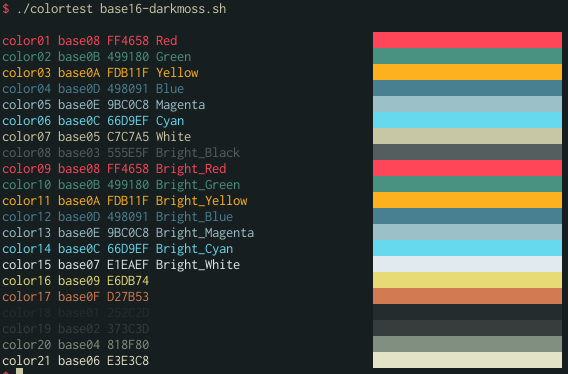 $ ./colortest base16-darkmoss.sh
color01 base08 FF4658 Red
color02 base0B 499180 Green
color03 base0A FDB11F Yellow
color04 base0D 498091 Blue
color05 base0E 9BC0C8 Magenta
color06 base0C 66D9EF Cyan
color07 base05 C7C7A5 White
color08 base03 555E5F Bright_Black
color09 base08 FF4658 Bright_Red
color10 base0B 499180 Bright_Green
color11 base0A FDB11F Bright_Yellow
color12 base0D 498091 Bright_Blue
color13 base0E 9BC0C8 Bright_Magenta
color14 base0C 66D9EF Bright_Cyan
color15 base07 E1EAEF Bright_White
color16 base09 E6DB74
color17 base0F D27B53
color18 base01 252C2D
color19 base02 373C3D
color20 base04 818F80
color21 base06 E3E3C8